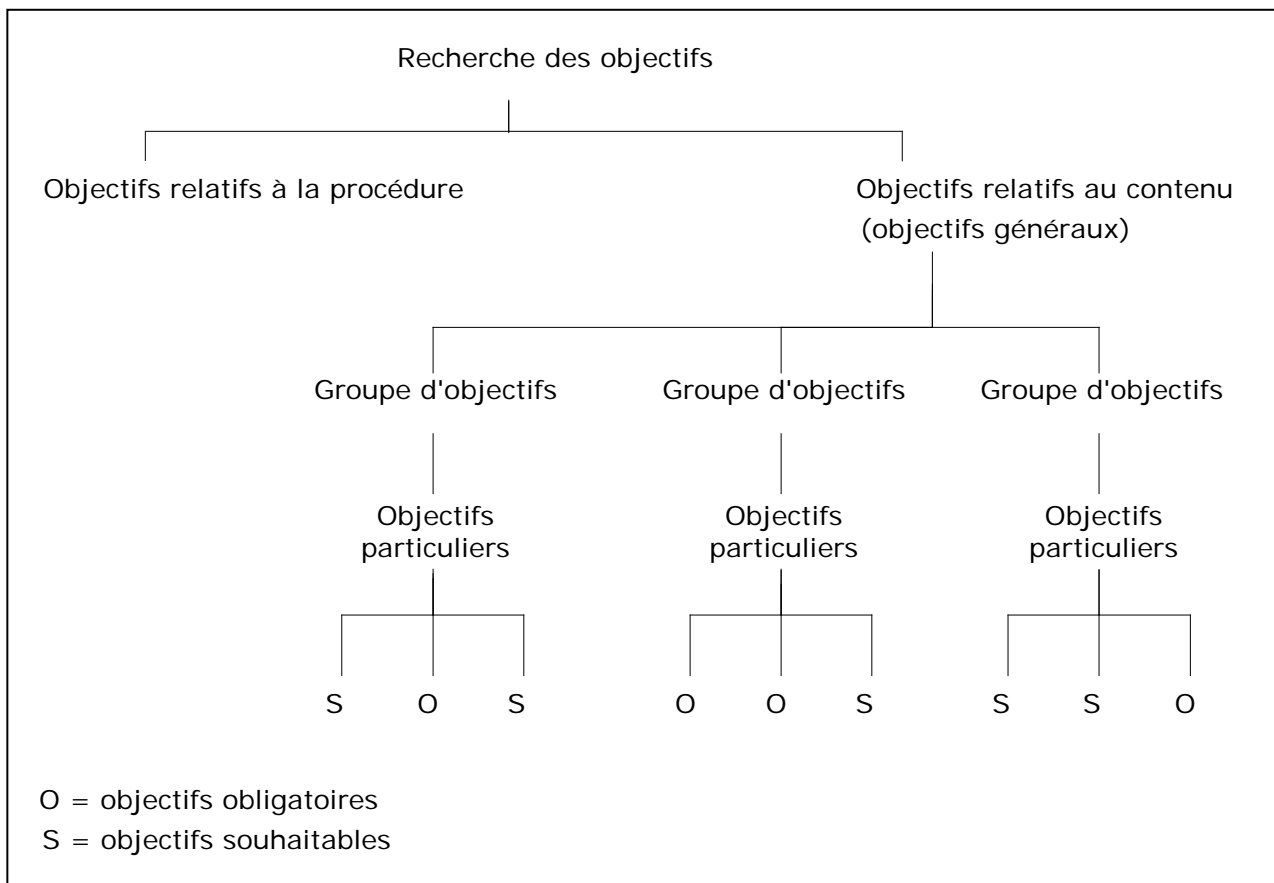 Recherche des objectifs
Objectifs relatifs à la procédure
Objectifs relatifs au contenu
(objectifs généraux)
Groupe d'objectifs
Groupe d'objectifs
Groupe d'objectifs
Objectifs
particuliers
Objectifs
particuliers
Objectifs
particuliers
S O S
O O S
S S O
O = objectifs obligatoires
S = objectifs souhaitables